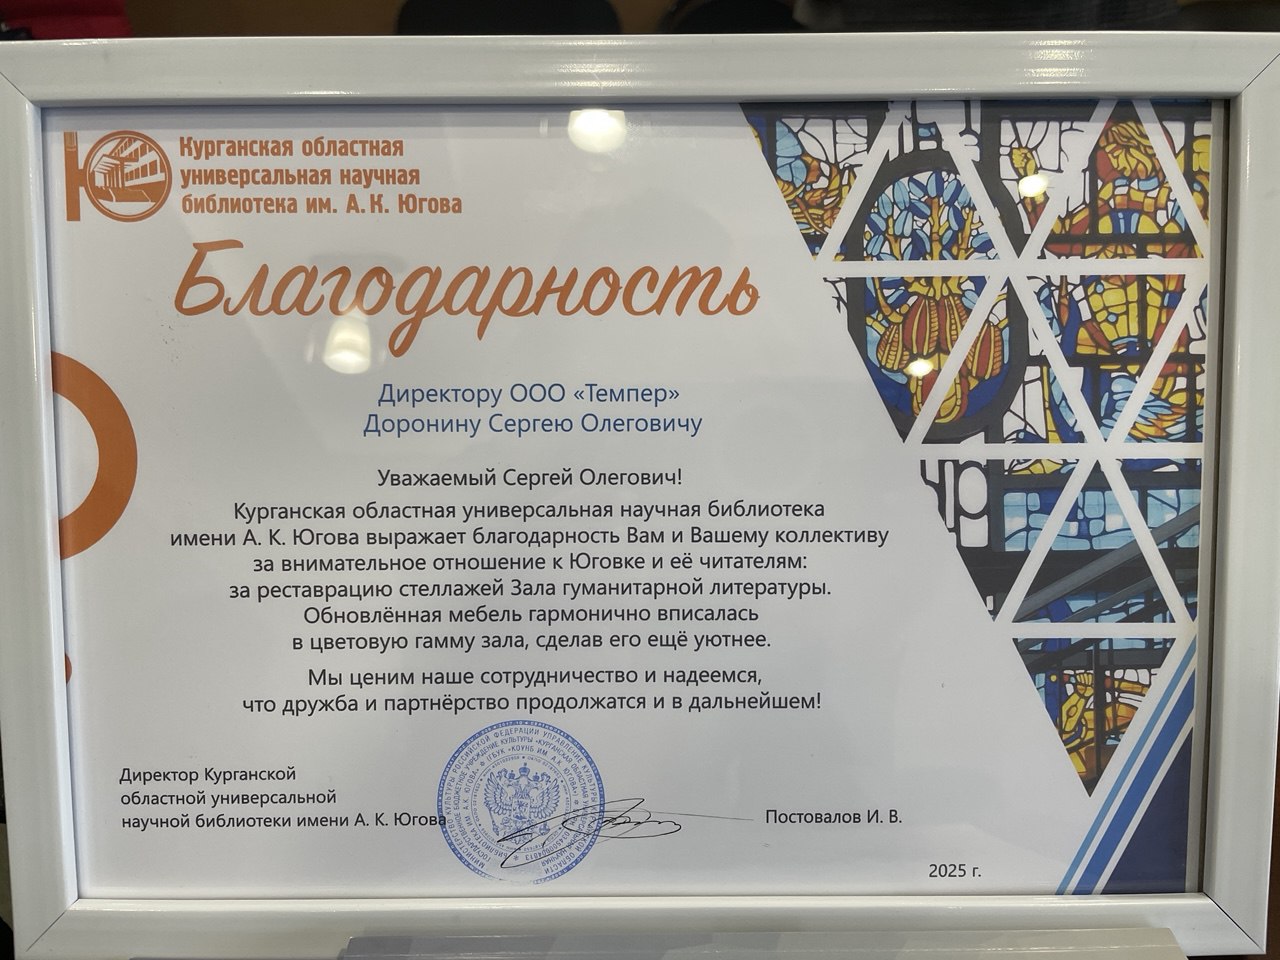 Курганская областная
универсальная научная
библиотека им. А. К. Югова
Благодарность
Директору ООО «Темпер»
Доронину Сергею Олеговичу
Уважаемый Сергей Олегович!
Курганская областная универсальная научная библиотека
имени А. К. Югова выражает благодарность Вам и Вашему коллективу
за внимательное отношение к Юговке и её читателям:
за реставрацию стеллажей Зала гуманитарной литературы.
Обновлённая мебель гармонично вписалась
в цветовую гамму зала, сделав его ещё уютнее.
Мы ценим наше сотрудничество и надеемся,
что дружба и партнёрство продолжатся и в дальнейшем!
Директор Курганской
областной универсальной
научной библиотеки имени А. К. Югова
Постовалов И. В.
2025 г.